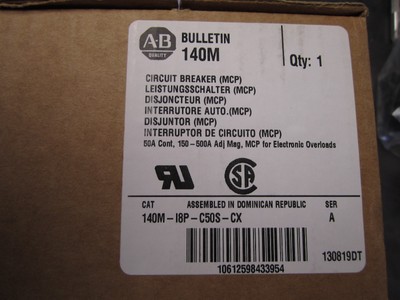 A-B
QUALITY
BULLETIN
140M
Qty: 1
CIRCUIT BREAKER (MCP)
LEISTUNGSSCHALTER (MCP)
DISJONCTEUR (MCP)
INTERRUTORE AUTO.(MCP)
DISJUNTOR (MCP)
INTERRUPTOR DE CIRCUITO (MCP)
50A Cont, 150-500A Adj Mag, MCP for Electronic Overloads
CAT
ASSEMBLED IN DOMINICAN REPUBLIC
SER
140M-I8P-C50S-CX
A
130819DT
10612598433954